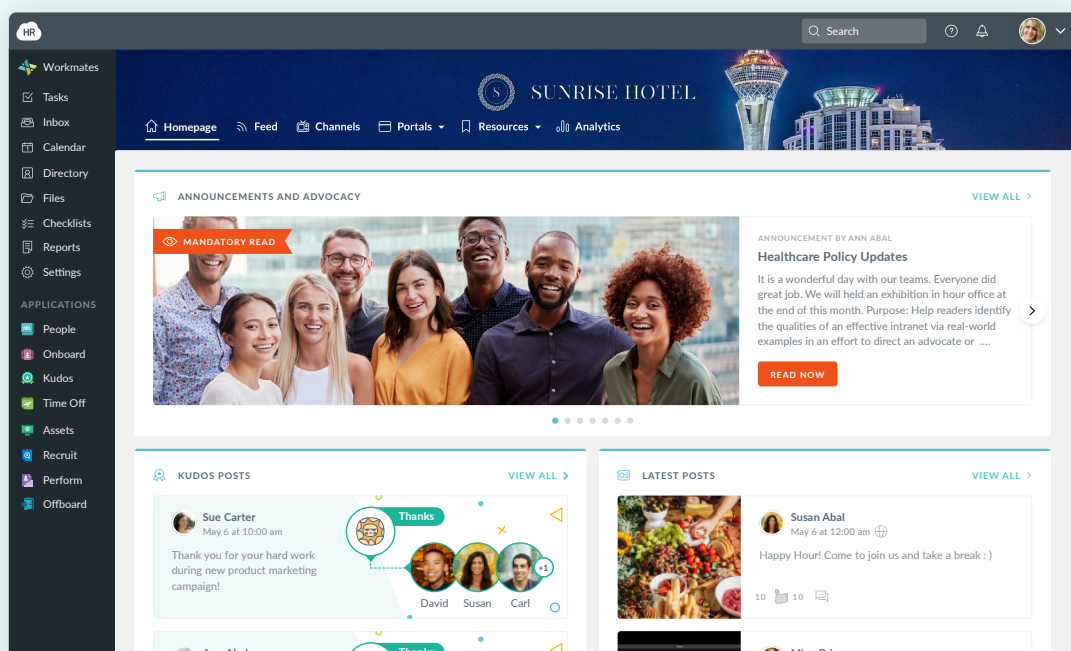 HR
Search
Workmates
Tasks
Inbox
Calendar
Directory
Files
Checklists
Reports
Settings
APPLICATIONS
People
Onboard
Kudos
Time Off
Assets
Recruit
Perform
Offboard
S
SUNRISE HOTEL
Homepage
Feed
Channels
Portals
Resources
Analytics
ANNOUNCEMENTS AND ADVOCACY
VIEW ALL
MANDATORY READ
ANNOUNCEMENT BY ANN ABAL
Healthcare Policy Updates
It is a wonderful day with our teams. Everyone did
great job. We will held an exhibition in hour office at
the end of this month. Purpose: Help readers identify
the qualities of an effective intranet via real-world
examples in an effort to direct an advocate or ....
READ NOW
KUDOS POSTS
VIEW ALL
Sue Carter
May 6 at 10:00 am
Thank you for your hard work
during new product marketing
campaign!
Thanks
+1
David
Susan
Carl
Thanks
LATEST POSTS
VIEW ALL
Susan Abal
May 6 at 12:00 am
Happy Hour! Come to join us and take a break : )
10
10